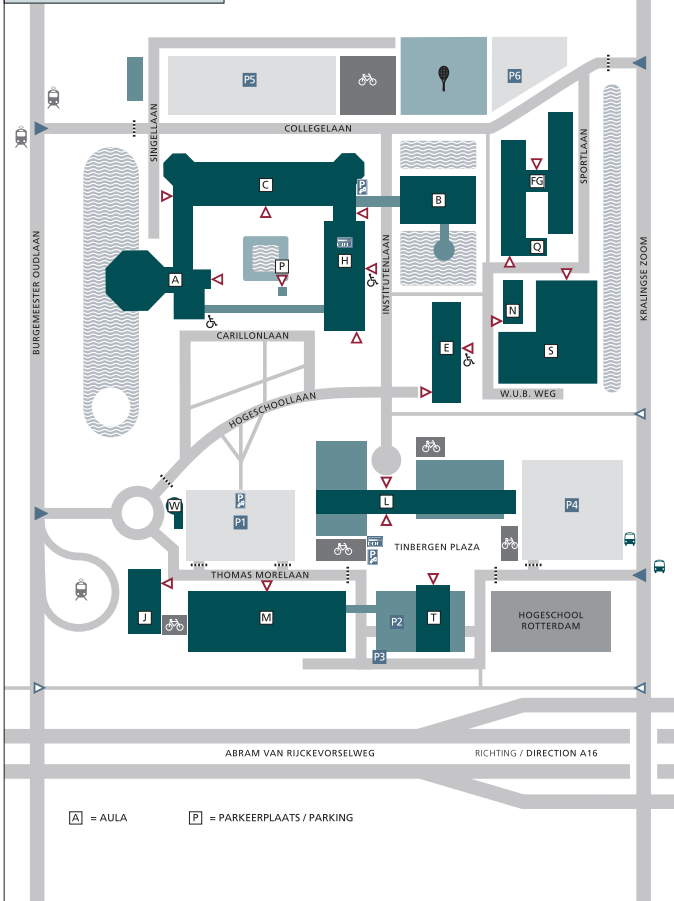 P5
P6
SINGELLAAN
COLLEGELAAN
SPORTLAAN
C
P
FG
B
Q
BURGEMEESTER OUDLAAN
INSTITUTENLAAN
KRALINGSE ZOOM
H
P
A
N
CARILLONLAAN
E
S
W.U.B. WEG
HOGESCHOOLLAAN
P
W
P1
L
P4
TINBERGEN PLAZA
P
THOMAS MORELAAN
J
M
P2
T
HOGESCHOOL
ROTTERDAM
P3
ABRAM VAN RIJCKEVORSELWEG
RICHTING / DIRECTION A16
A = AULA
P = PARKEERPLAATS / PARKING